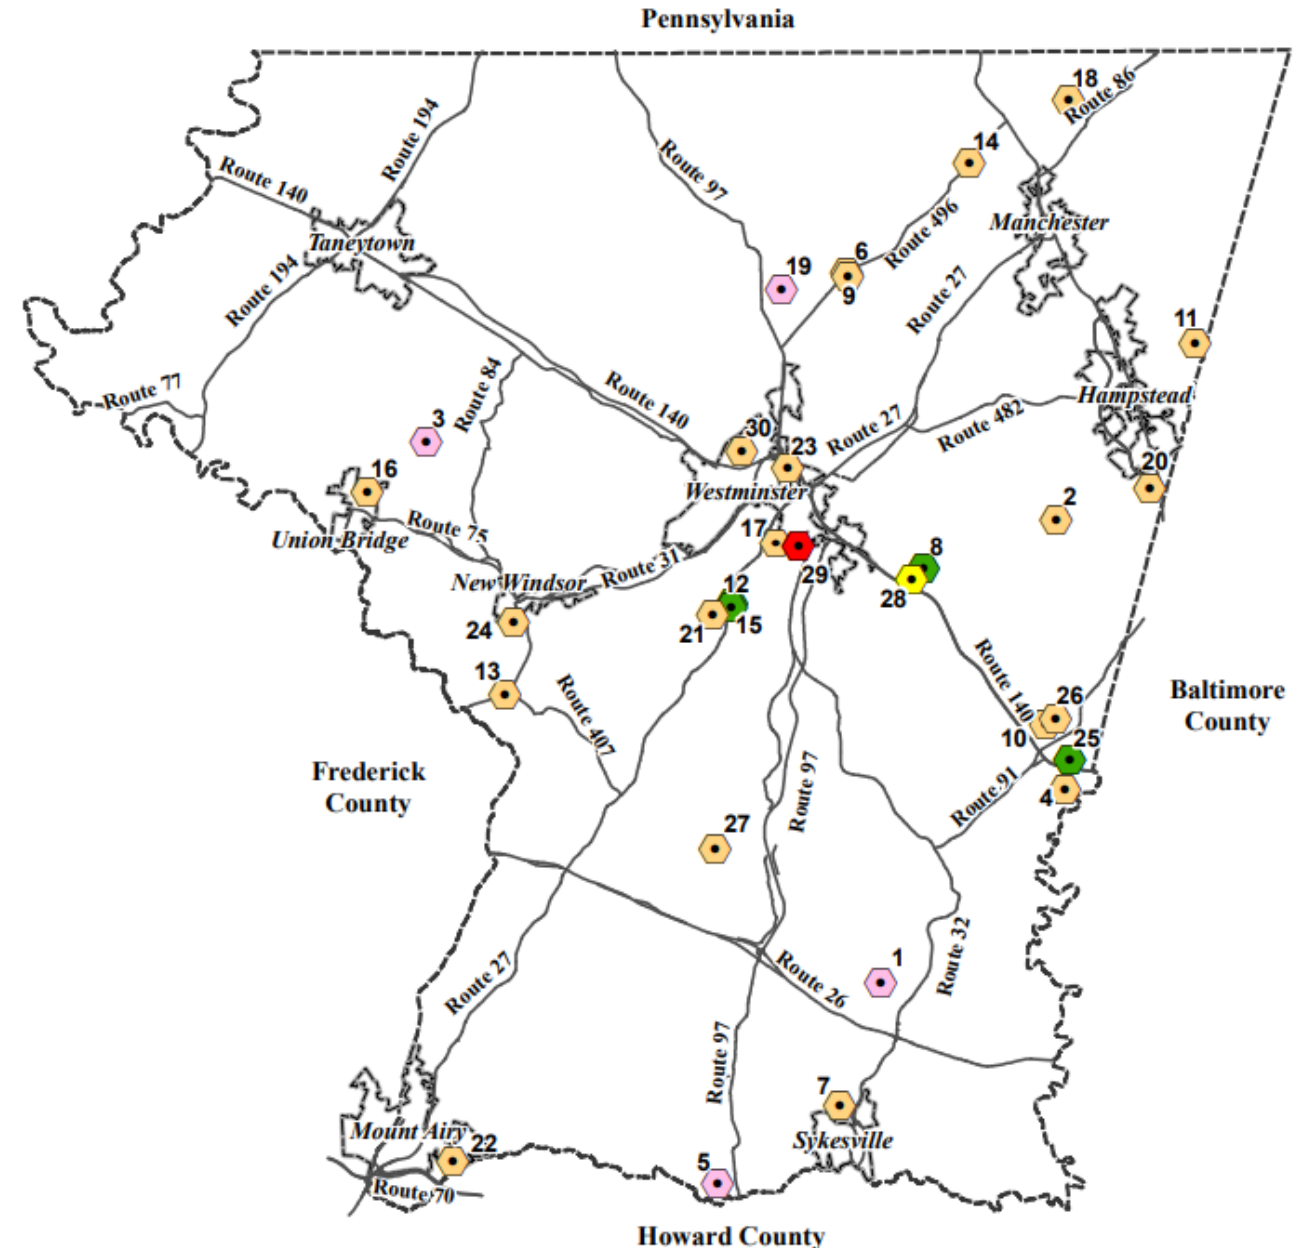 Pennsylvania
18
Route 86
Route 194
14
Route 97
Route 140
Route 496
Manchester
Taneytown
6
19
9
Route 194
Route 27
11
Route 84
Route 77
Route 140
Hampstead
3
Route 27
Route 482
30
23
16
20
Westminster
2
Route 75
17
Union Bridge
8
Route 31
29
New Windsor
12
28
15
24
21
13
Route 140
26
Baltimore
County
Route 407
10
25
Frederick
County
Route 97
Route 91
4
27
1
Route 32
Route 27
Route 26
Route 97
7
Mount Airy
Sykesville
22
5
Route 70
Howard County